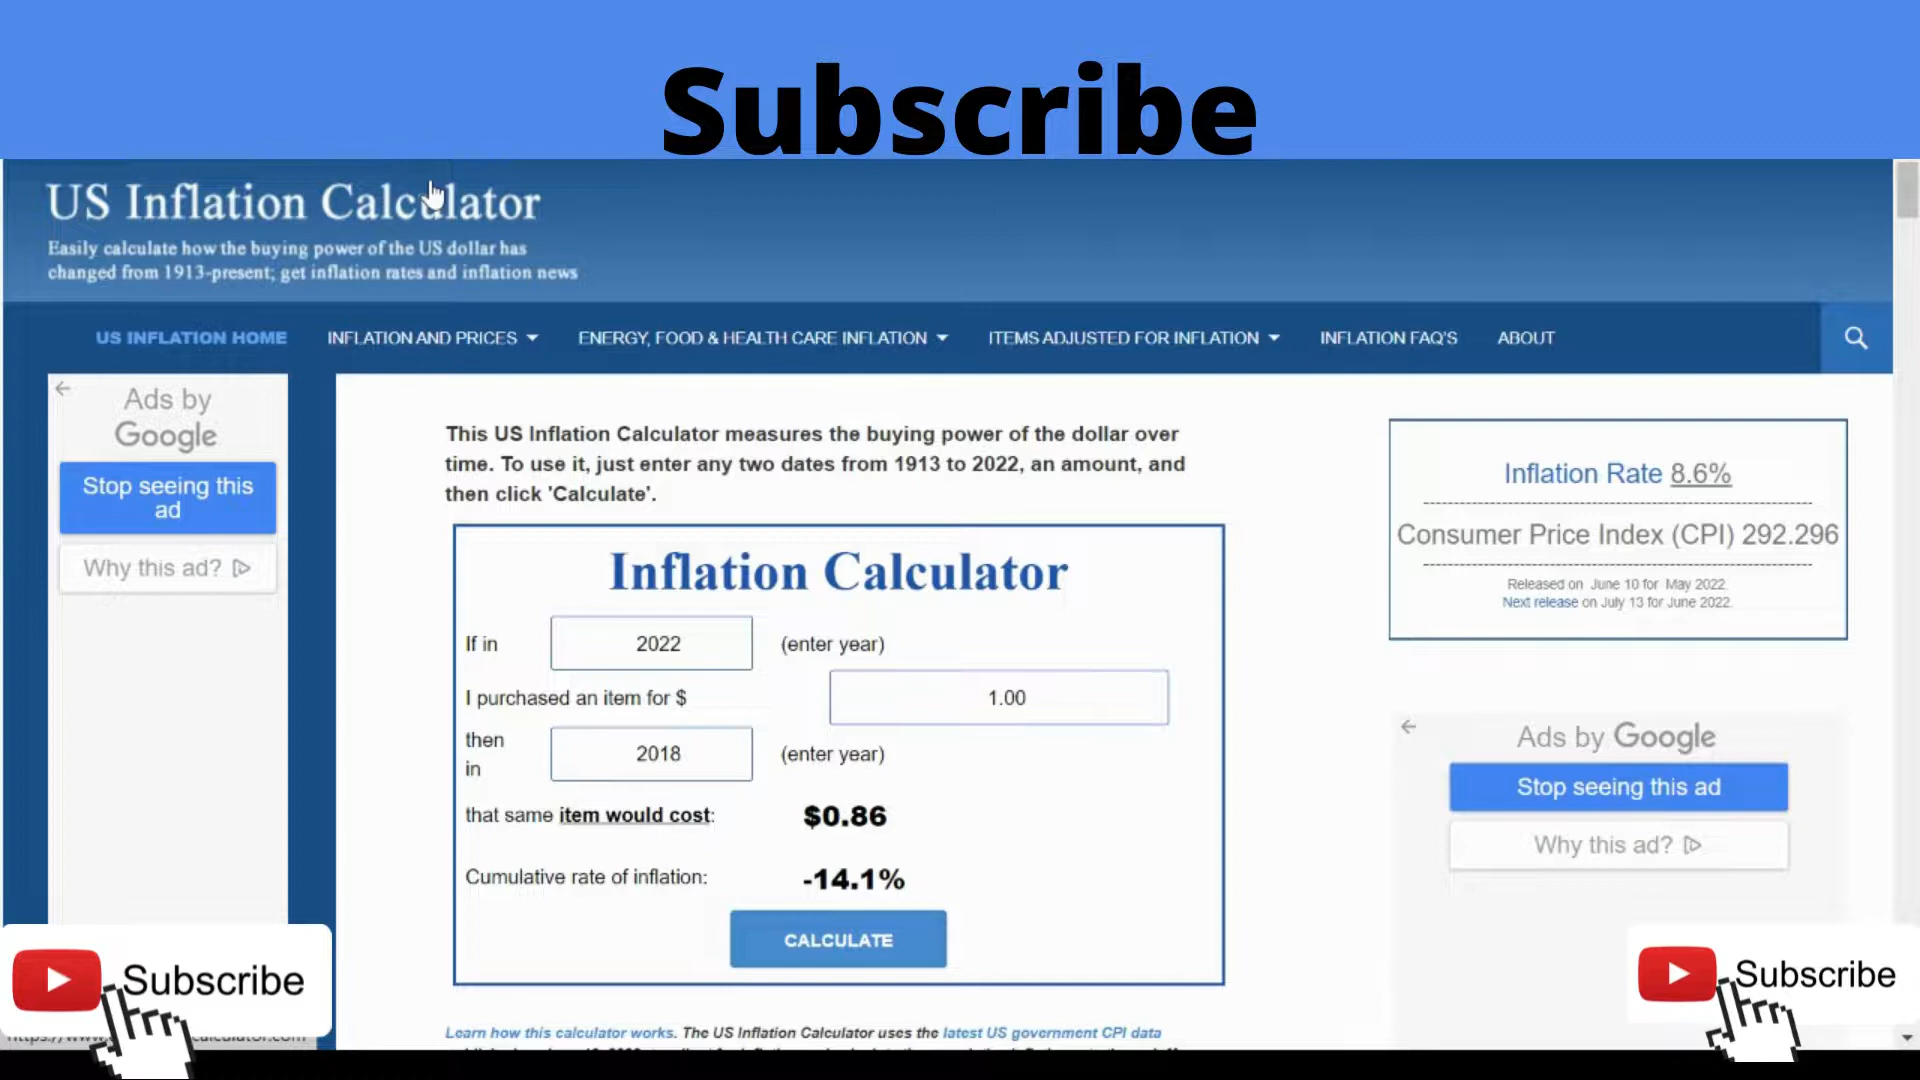 Subscribe
US Inflation Calculator
Easily calculate how the buying power of the US dollar has
changed from 1913-present; get inflation rates and inflation news
US INFLATION HOME
INFLATION AND PRICES
ENERGY, FOOD & HEALTH CARE INFLATION
ITEMS ADJUSTED FOR INFLATION
INFLATION FAQ'S
ABOUT
Ads by
Google
Stop seeing this
ad
Why this ad?
This US Inflation Calculator measures the buying power of the dollar over
time. To use it, just enter any two dates from 1913 to 2022, an amount, and
then click 'Calculate'.
Inflation Calculator
If in 2022 (enter year)
I purchased an item for $ 1.00
then
in 2018 (enter year)
that same item would cost: $0.86
Cumulative rate of inflation: -14.1%
CALCULATE
Learn how this calculator works. The US Inflation Calculator uses the latest US government CPI data
Inflation Rate 8.6%
Consumer Price Index (CPI) 292.296
Released on June 10 for May 2022.
Next release on July 13 for June 2022.
Ads by Google
Stop seeing this ad
Why this ad?
Subscribe
Subscribe